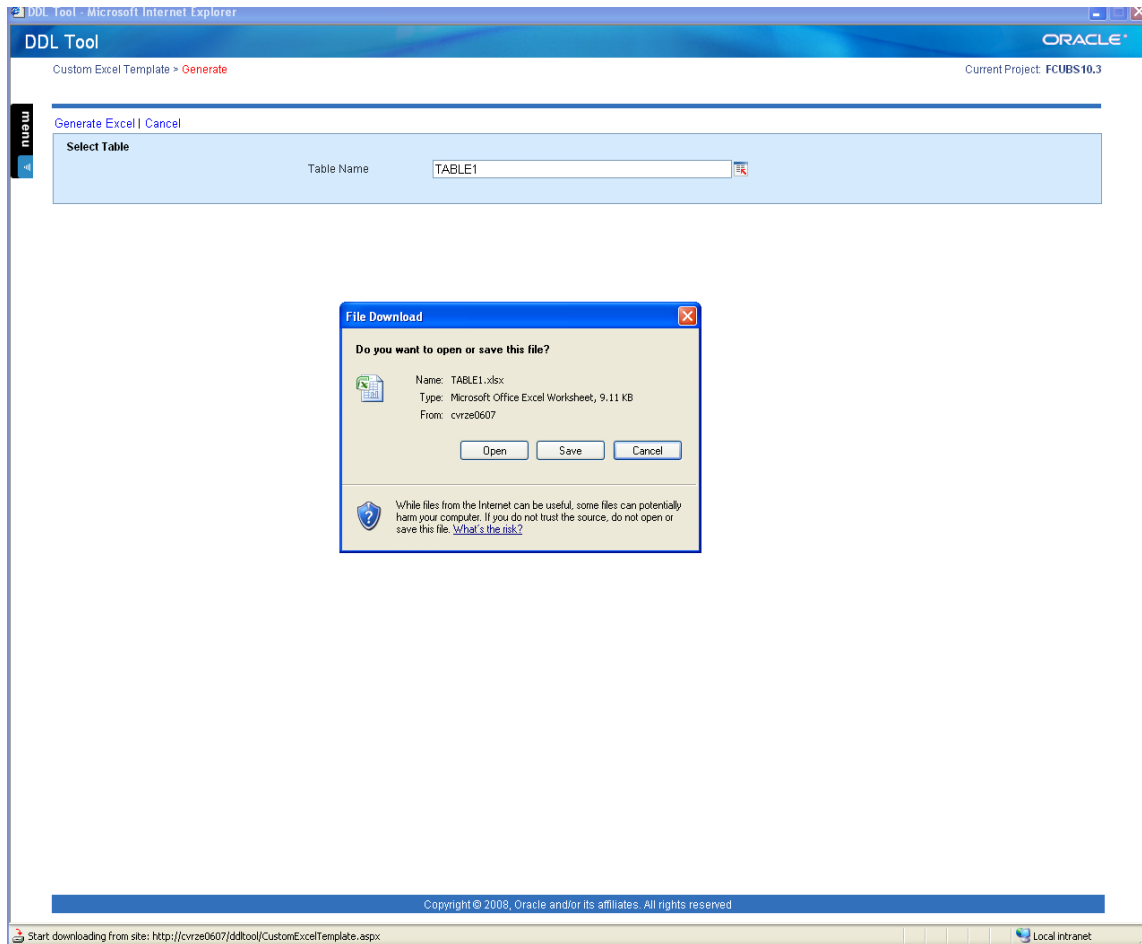 DDL Tool - Microsoft Internet Explorer
DDL Tool
ORACLE
Custom Excel Template > Generate
Current Project: FCUBS10.3
menu
Generate Excel | Cancel
Select Table
Table Name
TABLE1
File Download
Do you want to open or save this file?
Name: TABLE1.xlsx
Type: Microsoft Office Excel Worksheet, 9.11 KB
From: cvrze0607
Open
Save
Cancel
While files from the Internet can be useful, some files can potentially
harm your computer. If you do not trust the source, do not open or
save this file. What's the risk?
Copyright © 2008, Oracle and/or its affiliates. All rights reserved
Start downloading from site: http://cvrze0607/ddltool/CustomExcelTemplate.aspx
Local intranet